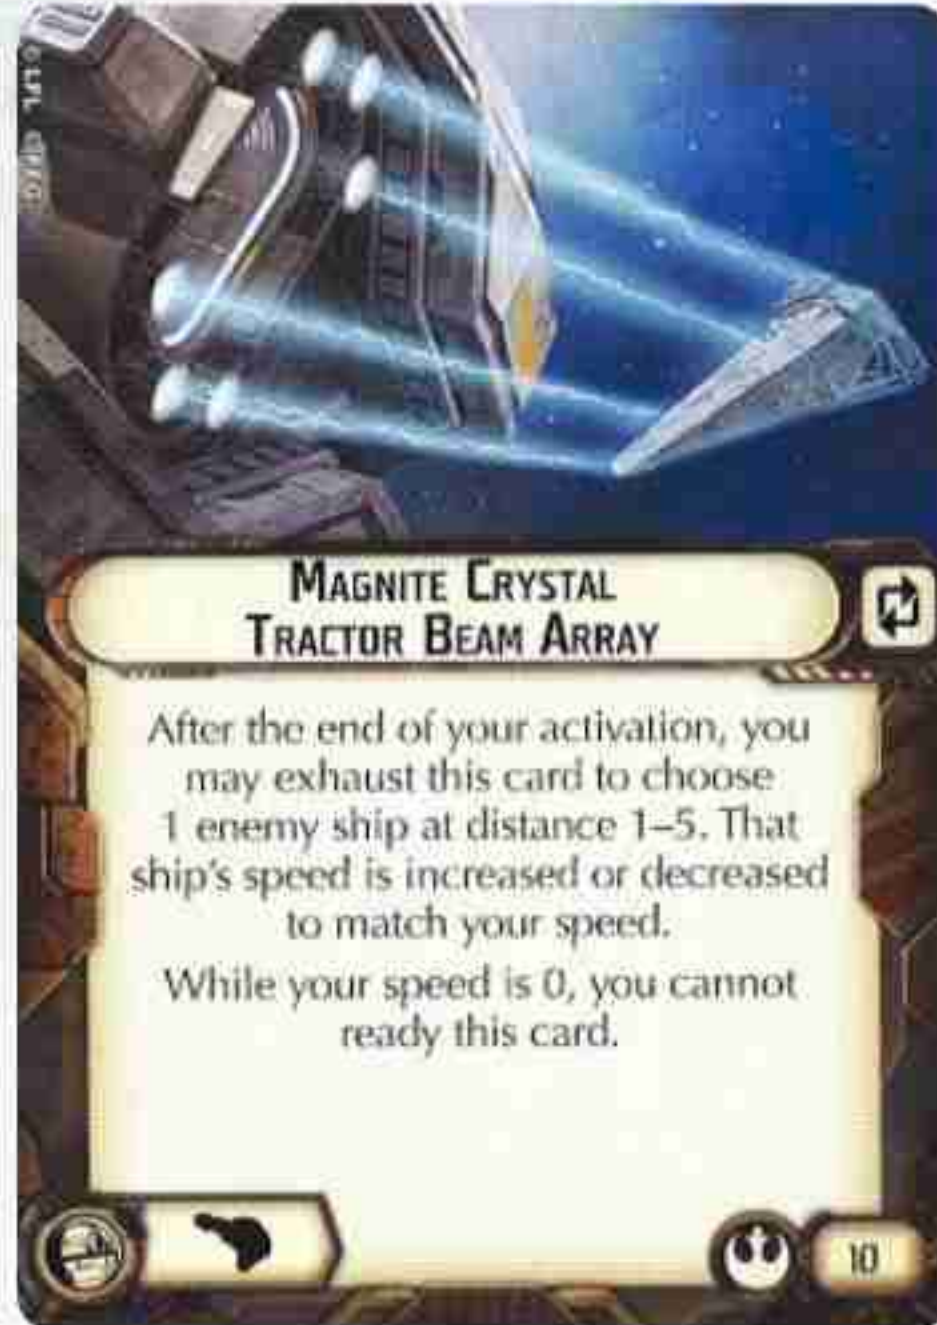 © LFL © FFG
Magnite Crystal
Tractor Beam Array
After the end of your activation, you
may exhaust this card to choose
1 enemy ship at distance 1–5. That
ship's speed is increased or decreased
to match your speed.
While your speed is 0, you cannot
ready this card.
10